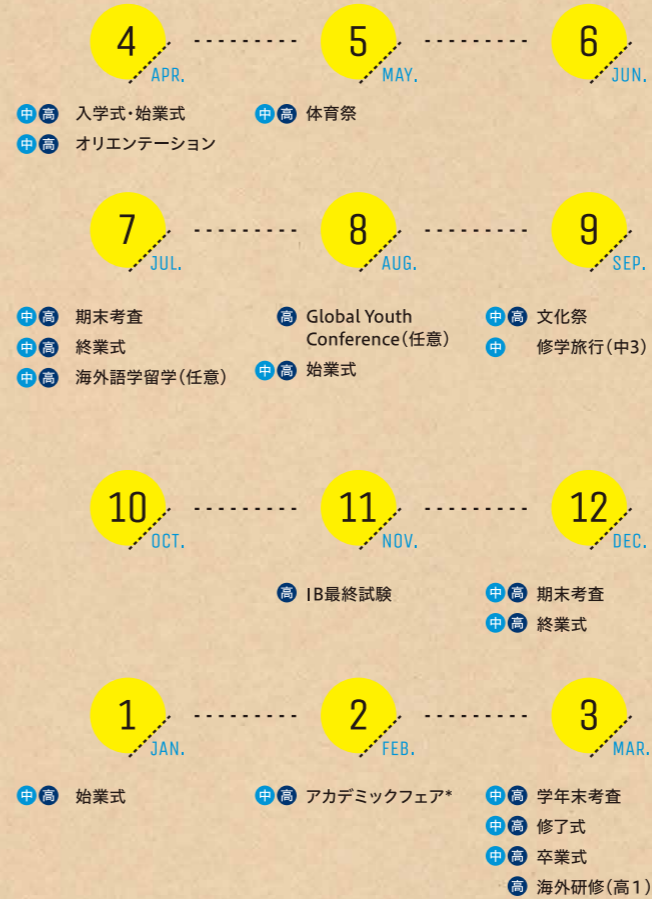 4 APR.
5 MAY.
6 JUN.
中 高 入学式・始業式
中 高 オリエンテーション
中 高 体育祭
7 JUL.
8 AUG.
9 SEP.
中 高 期末考査
中 高 終業式
中 高 海外語学留学(任意)
高 Global Youth
Conference(任意)
中 高 始業式
中 高 文化祭
中 修学旅行(中3)
10 OCT.
11 NOV.
12 DEC.
高 IB最終試験
中 高 期末考査
中 高 終業式
1 JAN.
2 FEB.
3 MAR.
中 高 始業式
中 高 アカデミックフェア*
中 高 学年末考査
中 高 修了式
中 高 卒業式
高 海外研修(高1)